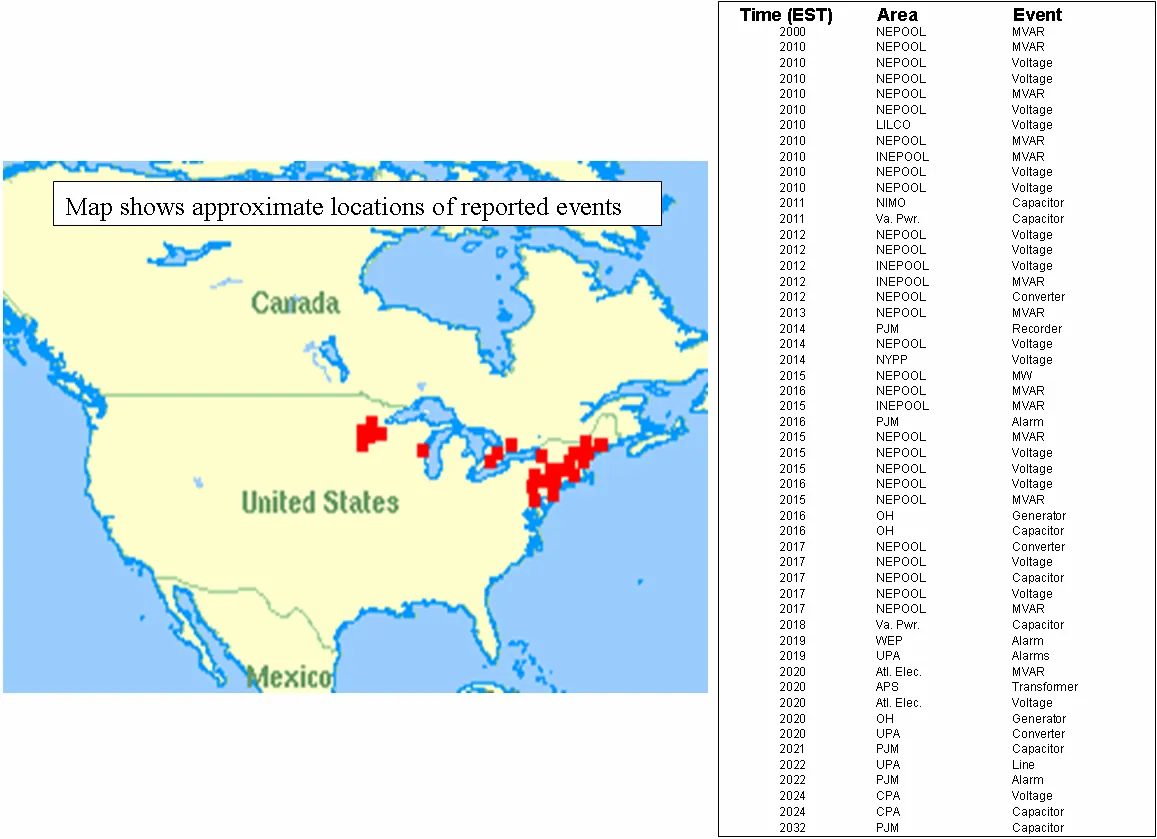 Map shows approximate locations of reported events
Canada
United States
Mexico
Time (EST) Area Event
2000 NEPOOL MVAR
2010 NEPOOL MVAR
2010 NEPOOL Voltage
2010 NEPOOL Voltage
2010 NEPOOL MVAR
2010 NEPOOL Voltage
2010 LILCO Voltage
2010 NEPOOL MVAR
2010 INEPOOL MVAR
2010 NEPOOL Voltage
2010 NEPOOL Voltage
2011 NIMO Capacitor
2011 Va. Pwr. Capacitor
2012 NEPOOL Voltage
2012 NEPOOL Voltage
2012 INEPOOL Voltage
2012 INEPOOL MVAR
2012 NEPOOL Converter
2013 NEPOOL MVAR
2014 PJM Recorder
2014 NEPOOL Voltage
2014 NYPP Voltage
2015 NEPOOL MW
2016 NEPOOL MVAR
2015 INEPOOL MVAR
2016 PJM Alarm
2015 NEPOOL MVAR
2015 NEPOOL Voltage
2015 NEPOOL Voltage
2016 NEPOOL Voltage
2015 NEPOOL MVAR
2016 OH Generator
2016 OH Capacitor
2017 NEPOOL Converter
2017 NEPOOL Voltage
2017 NEPOOL Capacitor
2017 NEPOOL Voltage
2017 NEPOOL MVAR
2018 Va. Pwr. Capacitor
2019 WEP Alarm
2019 UPA Alarms
2020 Atl. Elec. MVAR
2020 APS Transformer
2020 Atl. Elec. Voltage
2020 OH Generator
2020 UPA Converter
2021 PJM Capacitor
2022 UPA Line
2022 PJM Alarm
2024 CPA Voltage
2024 CPA Capacitor
2032 PJM Capacitor